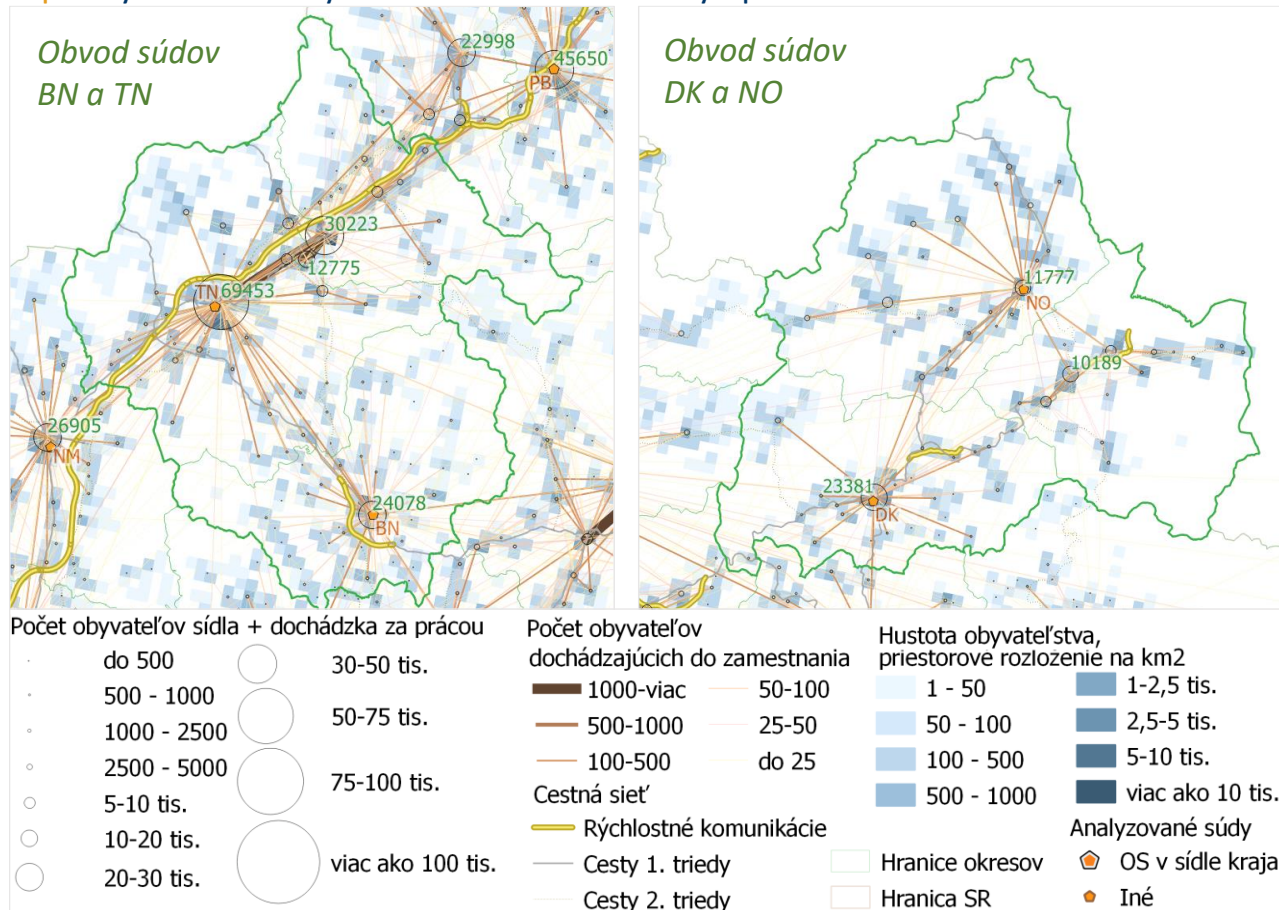 Obvod súdov
BN a TN
22998
45650
PB
30223
12775
TN 69453
26905
NM
24078
BN
Obvod súdov
DK a NO
11777
NO
10189
23381
DK
Počet obyvateľov sídla + dochádzka za prácou
do 500
500 - 1000
1000 - 2500
2500 - 5000
5-10 tis.
10-20 tis.
20-30 tis.
30-50 tis.
50-75 tis.
75-100 tis.
viac ako 100 tis.
Počet obyvateľov
dochádzajúcich do zamestnania
1000-viac
500-1000
100-500
50-100
25-50
do 25
Cestná sieť
Rýchlostné komunikácie
Cesty 1. triedy
Cesty 2. triedy
Hranice okresov
Hranica SR
Hustota obyvateľstva,
priestorové rozloženie na km2
1 - 50
50 - 100
100 - 500
500 - 1000
1-2,5 tis.
2,5-5 tis.
5-10 tis.
viac ako 10 tis.
Analyzované súdy
OS v sídle kraja
Iné